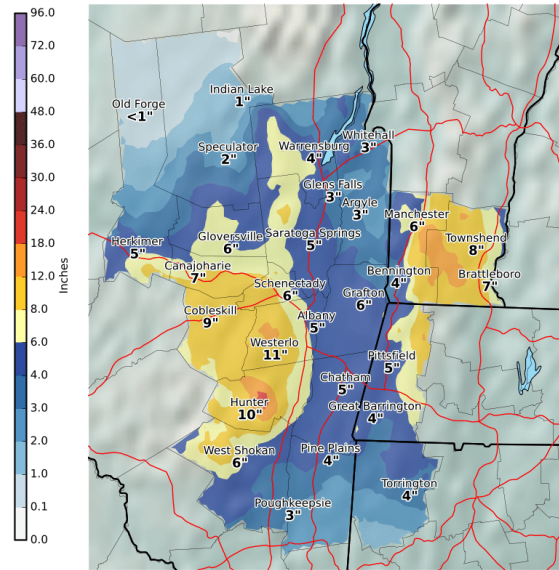 96.0
72.0
60.0
48.0
36.0
30.0
24.0
18.0
12.0
8.0
6.0
4.0
3.0
2.0
1.0
0.1
0.0
Inches
Indian Lake
1"
Old Forge
<1"
Whitehall
3"
Warrensburg
4"
Speculator
2"
Glens Falls
3"
Argyle
3"
Manchester
6"
Saratoga Springs
5"
Gloversville
6"
Townshend
8"
Herkimer
5"
Canajoharie
7"
Bennington
4"
Brattleboro
7"
Schenectady
6"
Grafton
6"
Cobleskill
9"
Albany
5"
Westerlo
11"
Pittsfield
5"
Chatham
5"
Hunter
10"
Great Barrington
4"
West Shokan
6"
Pine Plains
4"
Torrington
4"
Poughkeepsie
3"